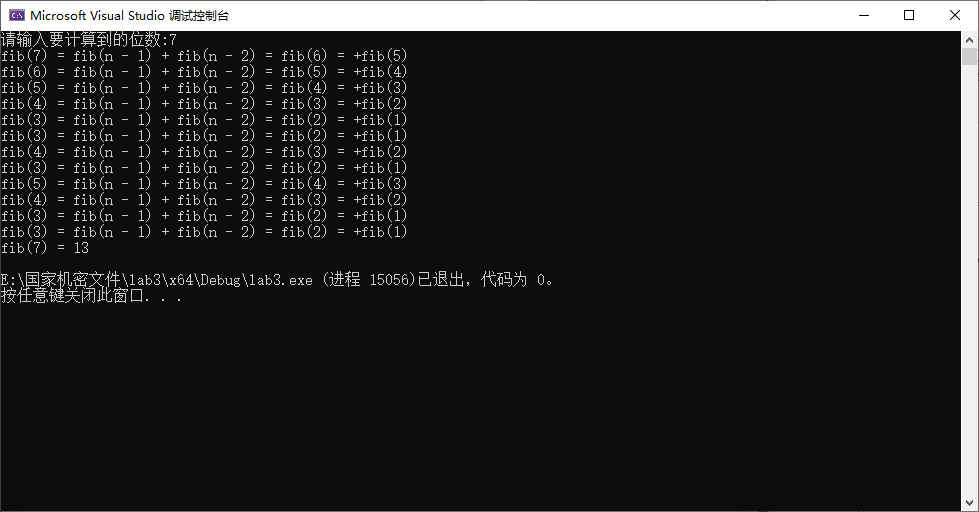 Microsoft Visual Studio 调试控制台
请输入要计算到的位数:7
fib(7) = fib(n - 1) + fib(n - 2) = fib(6) = +fib(5)
fib(6) = fib(n - 1) + fib(n - 2) = fib(5) = +fib(4)
fib(5) = fib(n - 1) + fib(n - 2) = fib(4) = +fib(3)
fib(4) = fib(n - 1) + fib(n - 2) = fib(3) = +fib(2)
fib(3) = fib(n - 1) + fib(n - 2) = fib(2) = +fib(1)
fib(3) = fib(n - 1) + fib(n - 2) = fib(2) = +fib(1)
fib(4) = fib(n - 1) + fib(n - 2) = fib(3) = +fib(2)
fib(3) = fib(n - 1) + fib(n - 2) = fib(2) = +fib(1)
fib(5) = fib(n - 1) + fib(n - 2) = fib(4) = +fib(3)
fib(4) = fib(n - 1) + fib(n - 2) = fib(3) = +fib(2)
fib(3) = fib(n - 1) + fib(n - 2) = fib(2) = +fib(1)
fib(3) = fib(n - 1) + fib(n - 2) = fib(2) = +fib(1)
fib(7) = 13
E:\国家机密文件\lab3\x64\Debug\lab3.exe (进程 15056)已退出，代码为 0。
按任意键关闭此窗口. . .